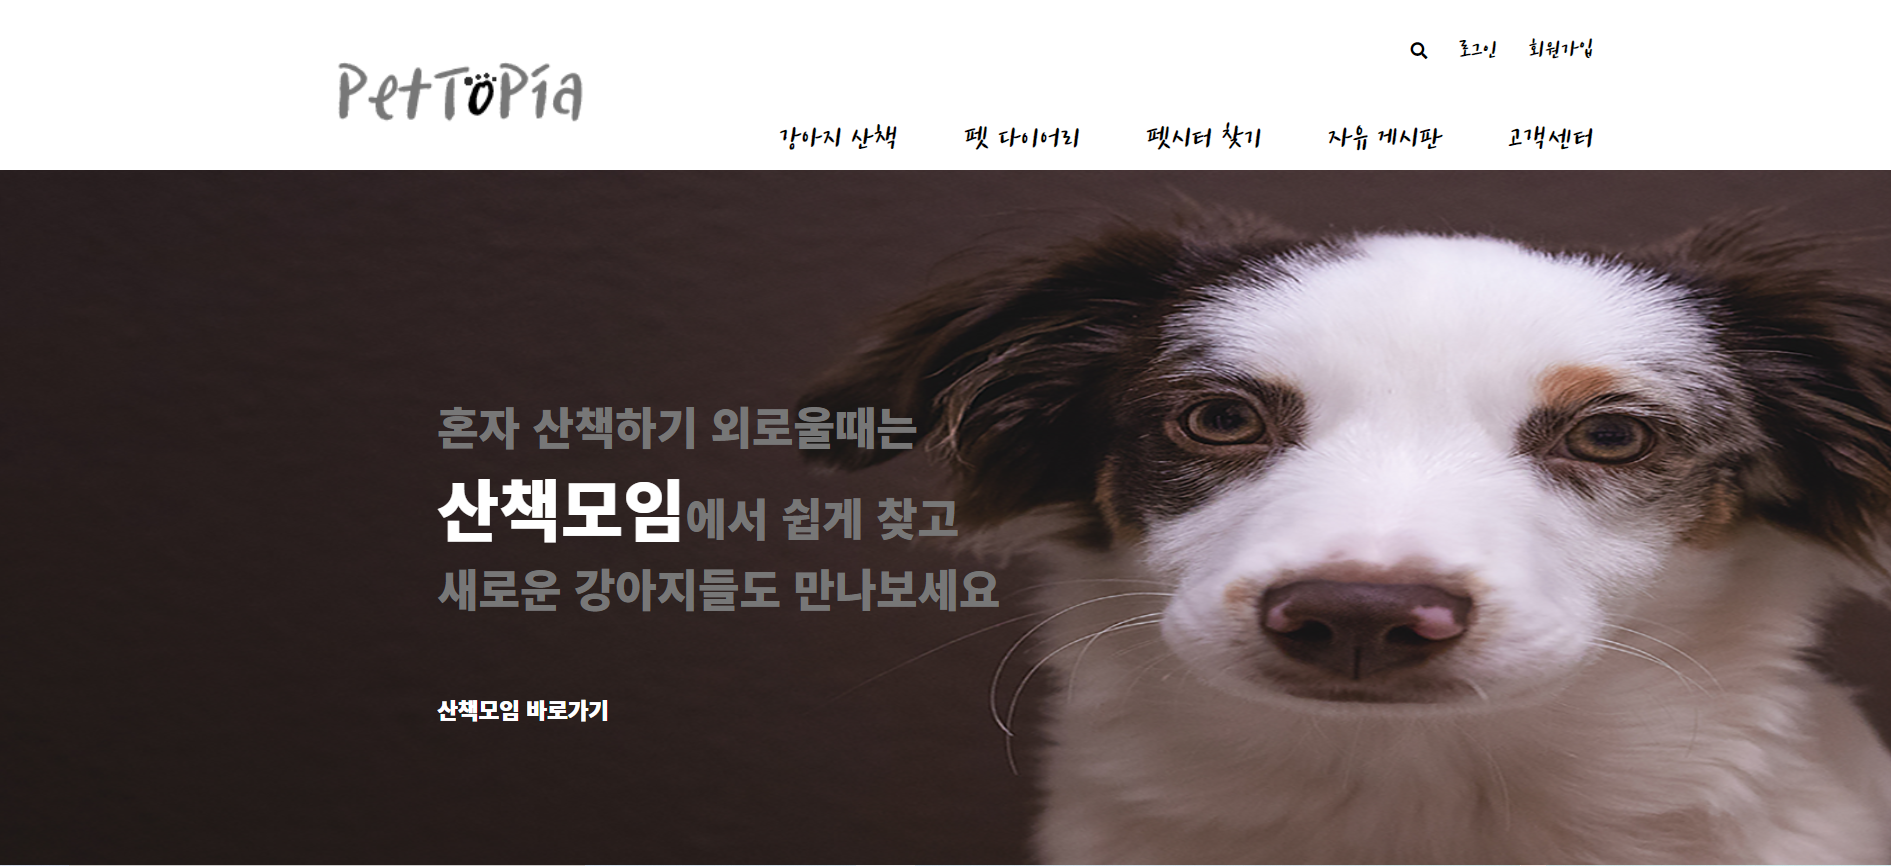 로그인 회원가입
PetToPia
강아지 산책 펫 다이어리 펫시터 찾기 자유 게시판 고객센터
혼자 산책하기 외로울때는
산책모임에서 쉽게 찾고
새로운 강아지들도 만나보세요
산책모임 바로가기